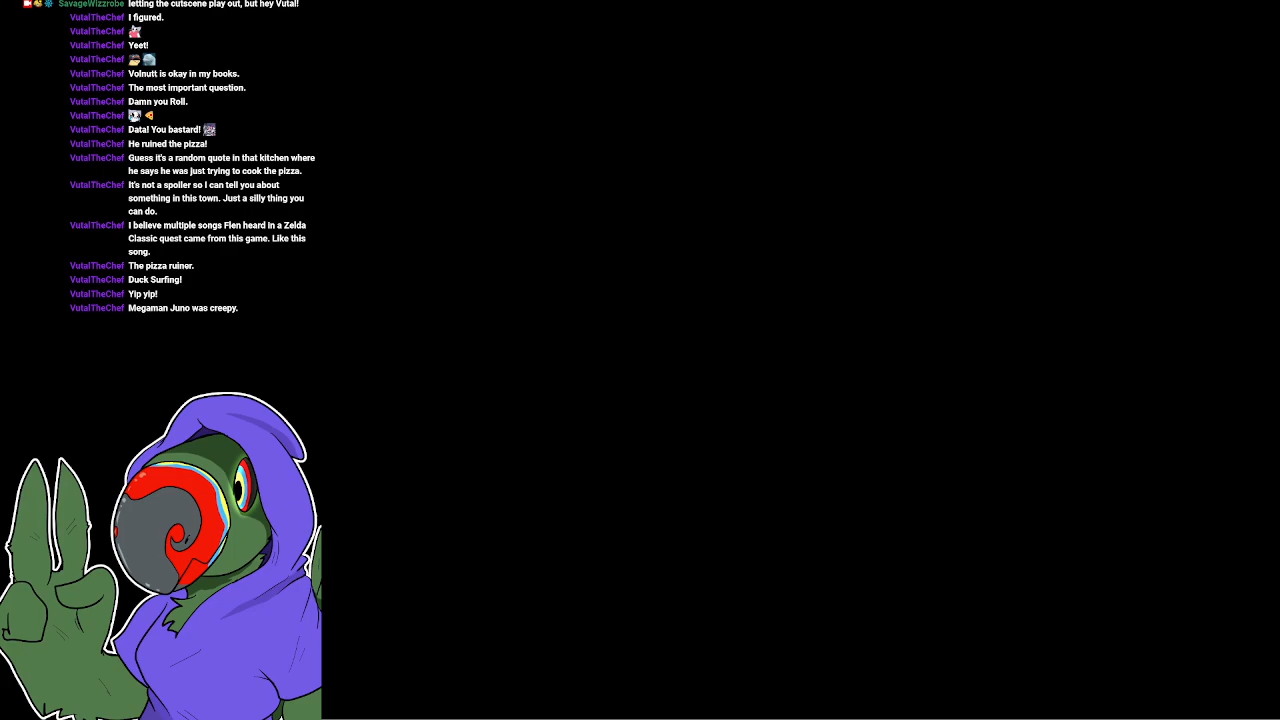 SavageWizzrobe letting the cutscene play out, but hey Vutal!
VutalTheChef I figured.
VutalTheChef
VutalTheChef Yeet!
VutalTheChef
VutalTheChef Volnutt is okay in my books.
VutalTheChef The most important question.
VutalTheChef Damn you Roll.
VutalTheChef
VutalTheChef Data! You bastard!
VutalTheChef He ruined the pizza!
VutalTheChef Guess it's a random quote in that kitchen where
he says he was just trying to cook the pizza.
VutalTheChef It's not a spoiler so I can tell you about
something in this town. Just a silly thing you
can do.
VutalTheChef I believe multiple songs Flen heard in a Zelda
Classic quest came from this game. Like this
song.
VutalTheChef The pizza ruiner.
VutalTheChef Duck Surfing!
VutalTheChef Yip yip!
VutalTheChef Megaman Juno was creepy.